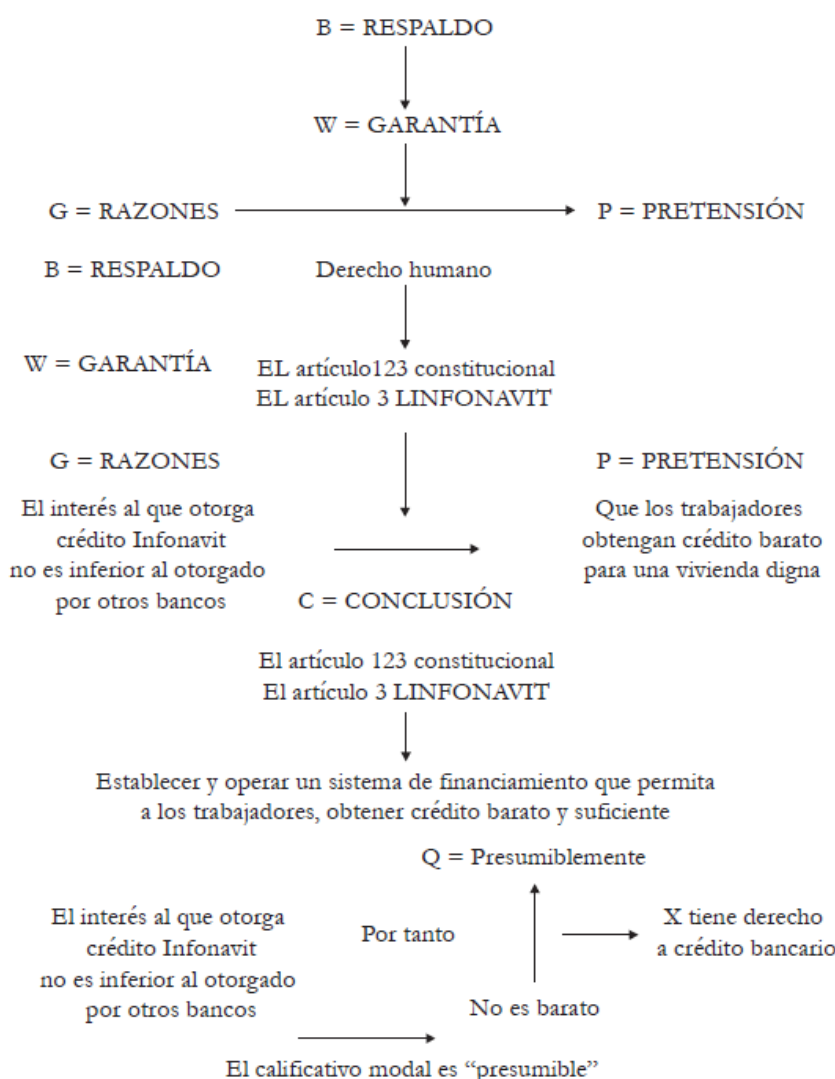 B = RESPALDO
W = GARANTÍA
G = RAZONES
P = PRETENSIÓN
B = RESPALDO
Derecho humano
W = GARANTÍA
EL artículo123 constitucional
EL artículo 3 LINFONAVIT
G = RAZONES
P = PRETENSIÓN
El interés al que otorga
crédito Infonavit
no es inferior al otorgado
por otros bancos
Que los trabajadores
obtengan crédito barato
para una vivienda digna
C = CONCLUSIÓN
El artículo 123 constitucional
El artículo 3 LINFONAVIT
Establecer y operar un sistema de financiamiento que permita
a los trabajadores, obtener crédito barato y suficiente
Q = Presumiblemente
El interés al que otorga
crédito Infonavit
no es inferior al otorgado
por otros bancos
Por tanto
X tiene derecho
a crédito bancario
No es barato
El calificativo modal es “presumible”